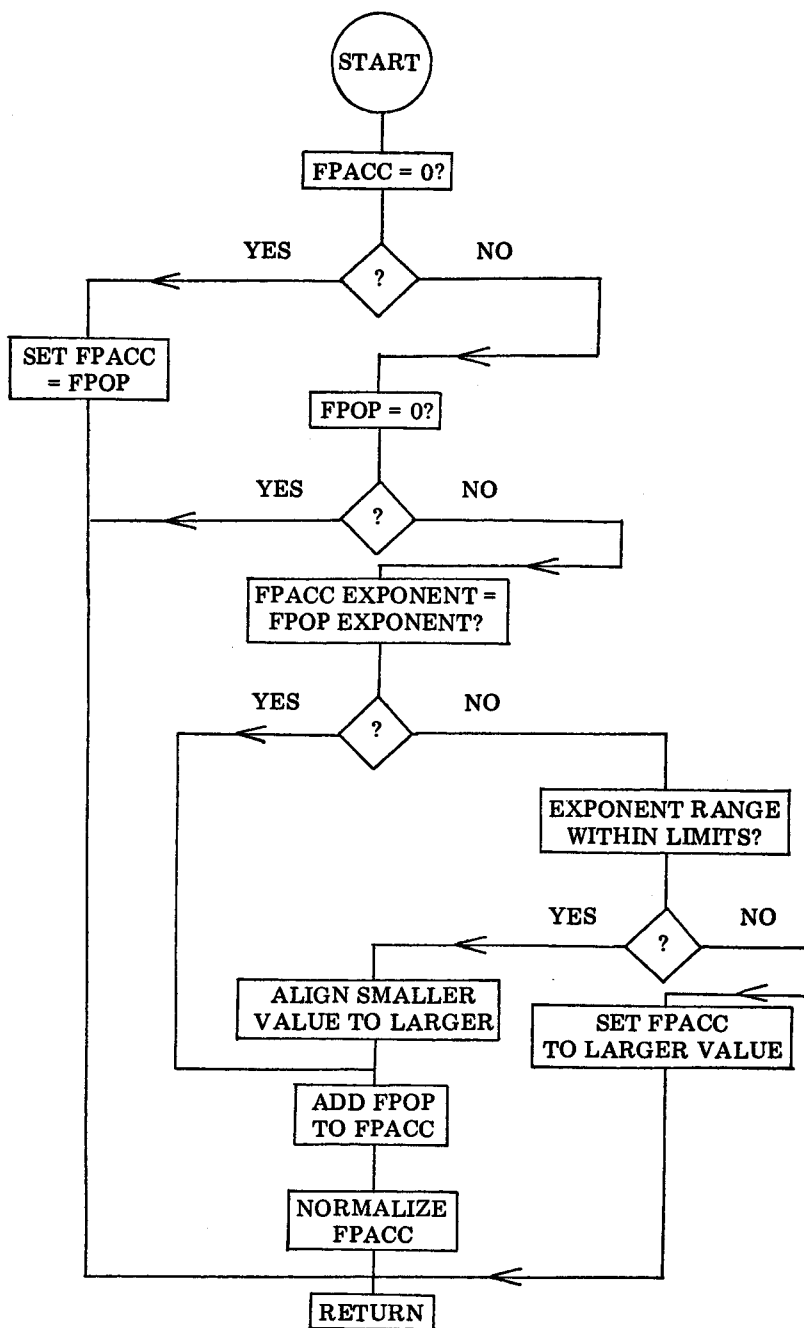 START
FPACC = 0?
YES
NO
?
SET FPACC
= FPOP
FPOP = 0?
YES
NO
?
FPACC EXPONENT =
FPOP EXPONENT?
YES
NO
?
EXPONENT RANGE
WITHIN LIMITS?
YES
NO
?
ALIGN SMALLER
VALUE TO LARGER
SET FPACC
TO LARGER VALUE
ADD FPOP
TO FPACC
NORMALIZE
FPACC
RETURN